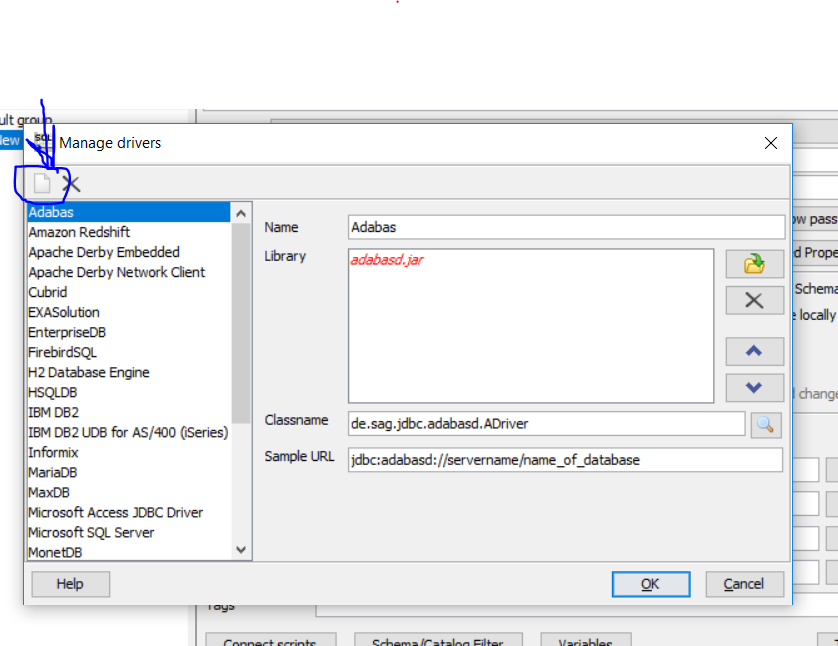 ult group
New
SQL
Manage drivers
Adabas
Amazon Redshift
Apache Derby Embedded
Apache Derby Network Client
Cubrid
EXASolution
EnterpriseDB
FirebirdSQL
H2 Database Engine
HSQLDB
IBM DB2
IBM DB2 UDB for AS/400 (iSeries)
Informix
MariaDB
MaxDB
Microsoft Access JDBC Driver
Microsoft SQL Server
MonetDB
Name
Adabas
Library
adabasd.jar
Classname
de.sag.jdbc.adabasd.ADriver
Sample URL
jdbc:adabasd://servername/name_of_database
Help
OK
Cancel
ow pass
d Prope
Schema
e locally
d change
Tags
Connect scripts
Schema/Catalog Filter
Variables